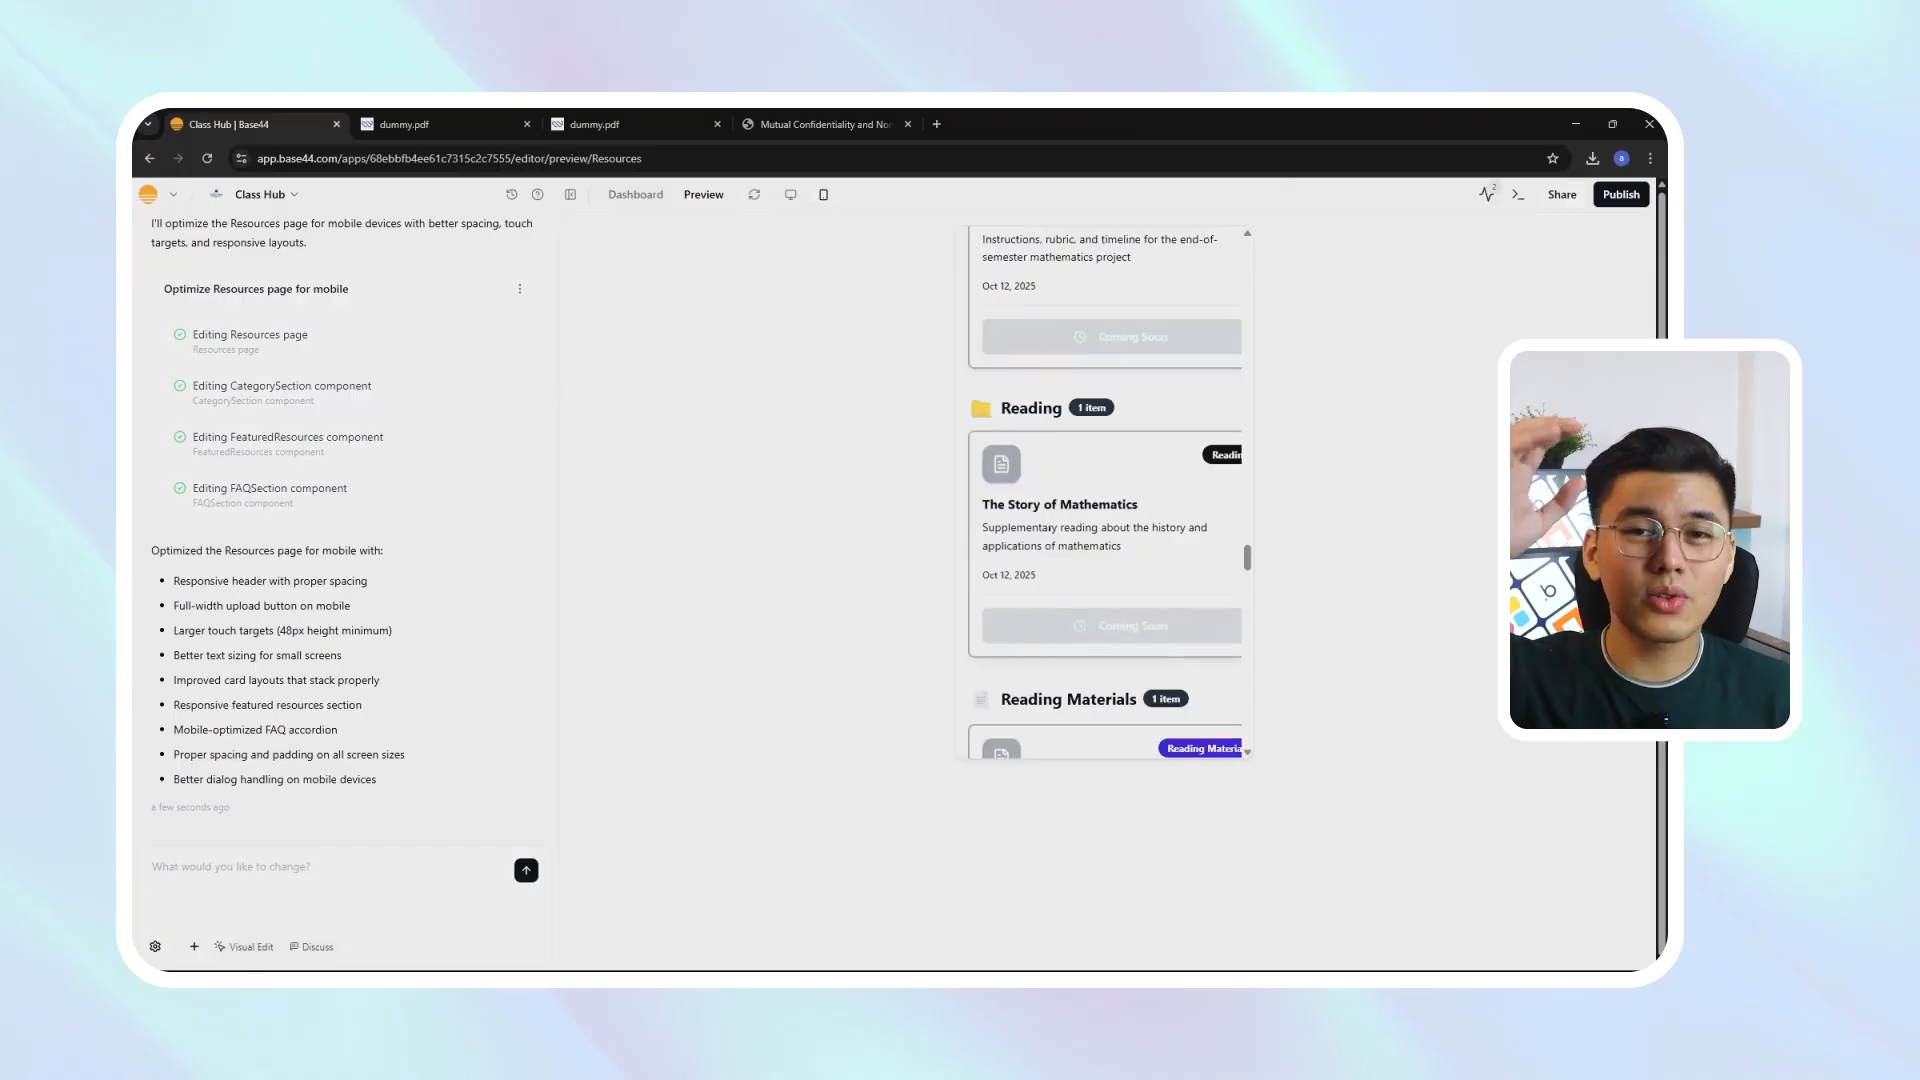 Class Hub | Base44
dummy.pdf
dummy.pdf
Mutual Confidentiality and No
app.base44.com/apps/68ebbfb4ee61c7315c2c7555/editor/preview/Resources
a
Class Hub
Dashboard
Preview
2
Share
Publish
I'll optimize the Resources page for mobile devices with better spacing, touch
targets, and responsive layouts.
Optimize Resources page for mobile
Editing Resources page
Resources page
Editing CategorySection component
CategorySection component
Editing FeaturedResources component
FeaturedResources component
Editing FAQSection component
FAQSection component
Optimized the Resources page for mobile with:
• Responsive header with proper spacing
• Full-width upload button on mobile
• Larger touch targets (48px height minimum)
• Better text sizing for small screens
• Improved card layouts that stack properly
• Responsive featured resources section
• Mobile-optimized FAQ accordion
• Proper spacing and padding on all screen sizes
• Better dialog handling on mobile devices
a few seconds ago
What would you like to change?
Visual Edit
Discuss
Instructions, rubric, and timeline for the end-of-
semester mathematics project
Oct 12, 2025
Coming Soon
Reading
1 item
Readin
The Story of Mathematics
Supplementary reading about the history and
applications of mathematics
Oct 12, 2025
Coming Soon
Reading Materials
1 item
Reading Materia